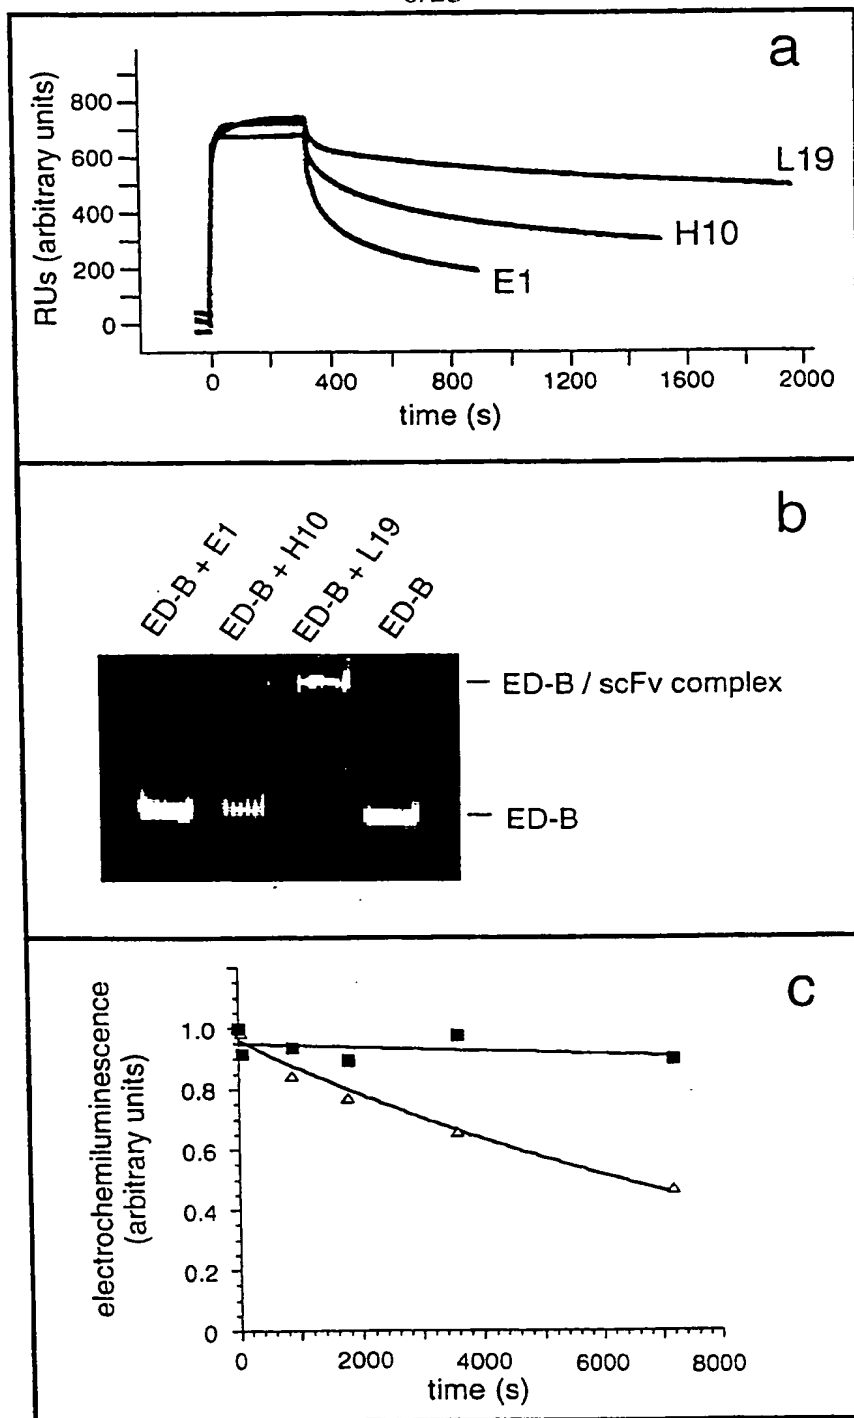 a
RUs (arbitrary units)
800
600
400
200
0
L19
H10
E1
0 400 800 1200 1600 2000
time (s)
b
ED-B + E1
ED-B + H10
ED-B + L19
ED-B
ED-B / scFv complex
ED-B
c
electrochemiluminescence
(arbitrary units)
1.0
0.8
0.6
0.4
0.2
0
0 2000 4000 6000 8000
time (s)